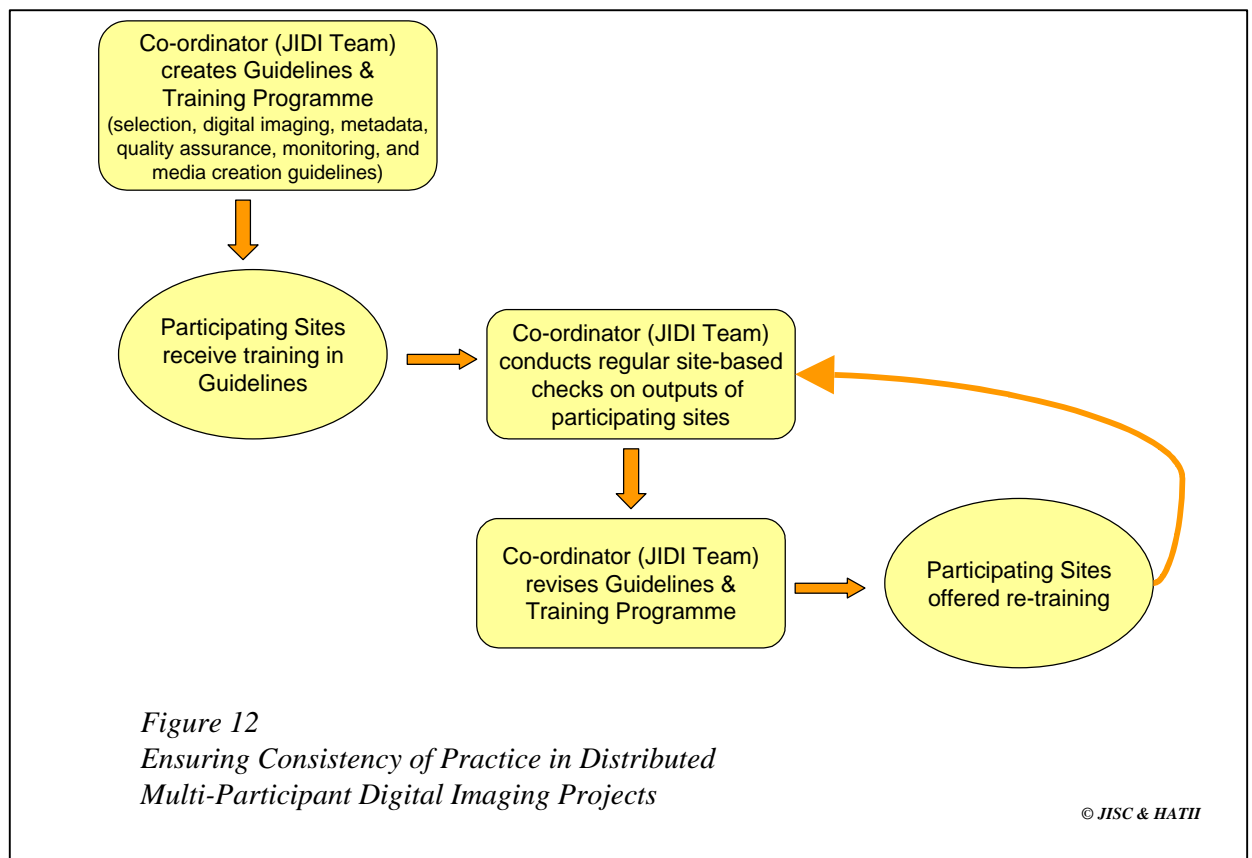 Co-ordinator (JIDI Team)
creates Guidelines &
Training Programme
(selection, digital imaging, metadata,
quality assurance, monitoring, and
media creation guidelines)
Participating Sites
receive training in
Guidelines
Co-ordinator (JIDI Team)
conducts regular site-based
checks on outputs of
participating sites
Co-ordinator (JIDI Team)
revises Guidelines &
Training Programme
Participating Sites
offered re-training
Figure 12
Ensuring Consistency of Practice in Distributed
Multi-Participant Digital Imaging Projects
© JISC & HATII